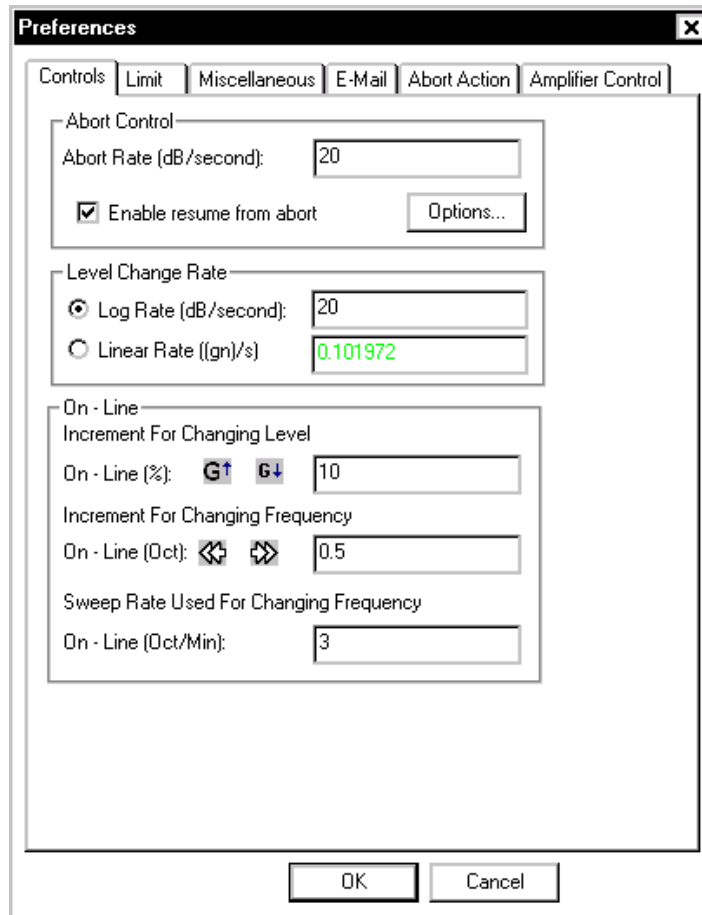 Preferences
Controls Limit Miscellaneous E-Mail Abort Action Amplifier Control
Abort Control
Abort Rate (dB/second): 20
Enable resume from abort Options...
Level Change Rate
Log Rate (dB/second): 20
Linear Rate ((gn)/s) 0.101972
On - Line
Increment For Changing Level
On - Line (%): G↑ G↓ 10
Increment For Changing Frequency
On - Line (Oct): 0.5
Sweep Rate Used For Changing Frequency
On - Line (Oct/Min): 3
OK Cancel